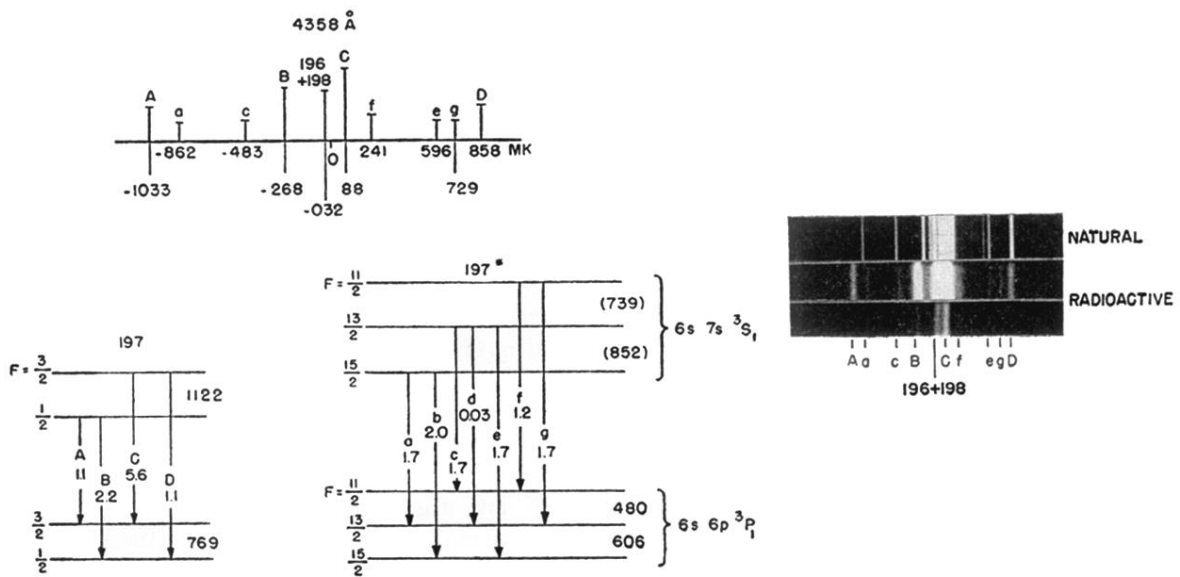 4358 Å
A a c B 196 C f e g D
+198
-862 -483 0 241 596 858 MK
-1033 -268 88 729
-032
NATURAL
RADIOACTIVE
A a c B C f e g D
196+198
197*
F = 11/2
(739)
13/2
(852)
15/2
6s 7s ³S₁
a
1.7
b
2.0
c
1.7
d
0.03
e
1.7
f
1.2
g
1.7
F = 11/2
480
13/2
606
15/2
6s 6p ³P₁
197
F = 3/2
1122
1/2
A
1.1
B
2.2
C
5.6
D
1.1
3/2
769
1/2